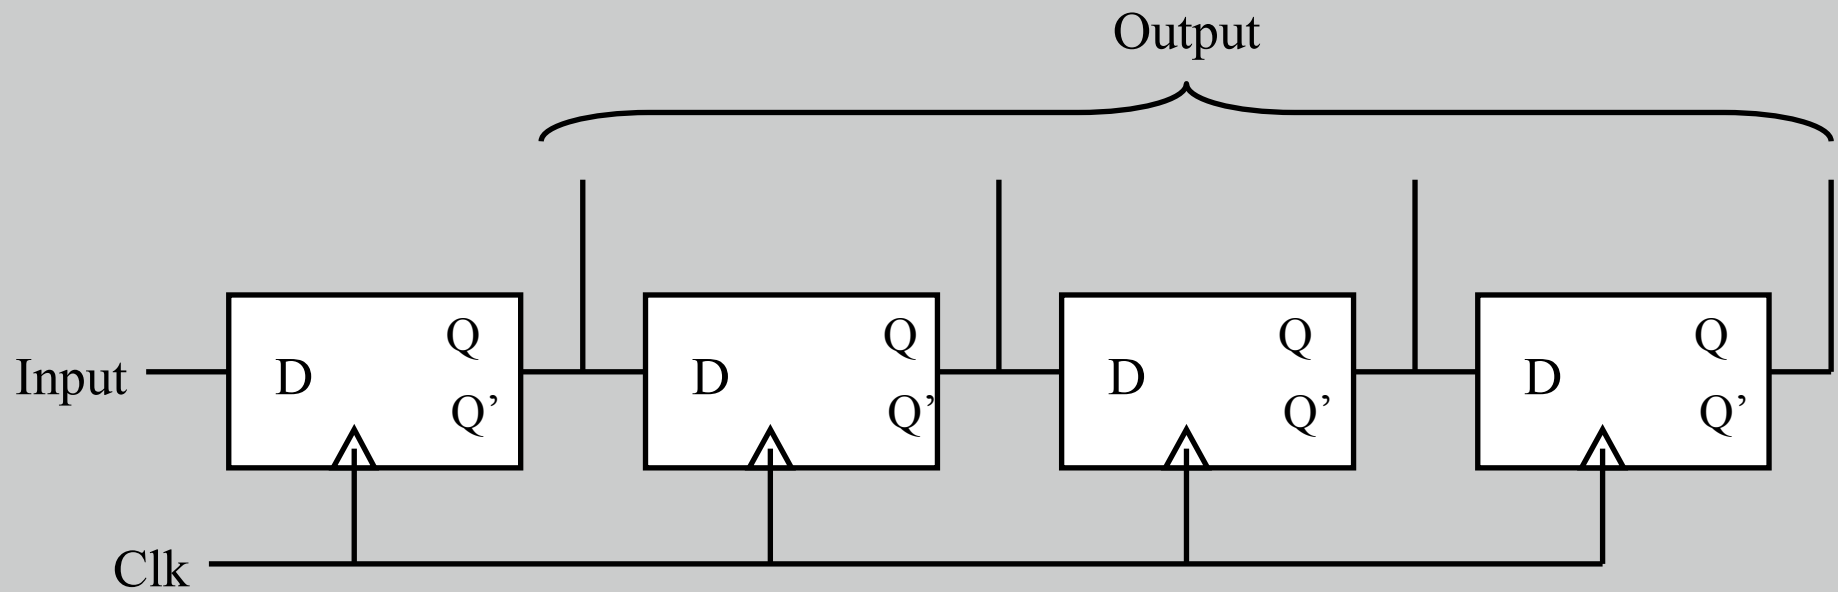 Output
Q Q Q Q
Input D D D D
Q’ Q’ Q’ Q’
Clk